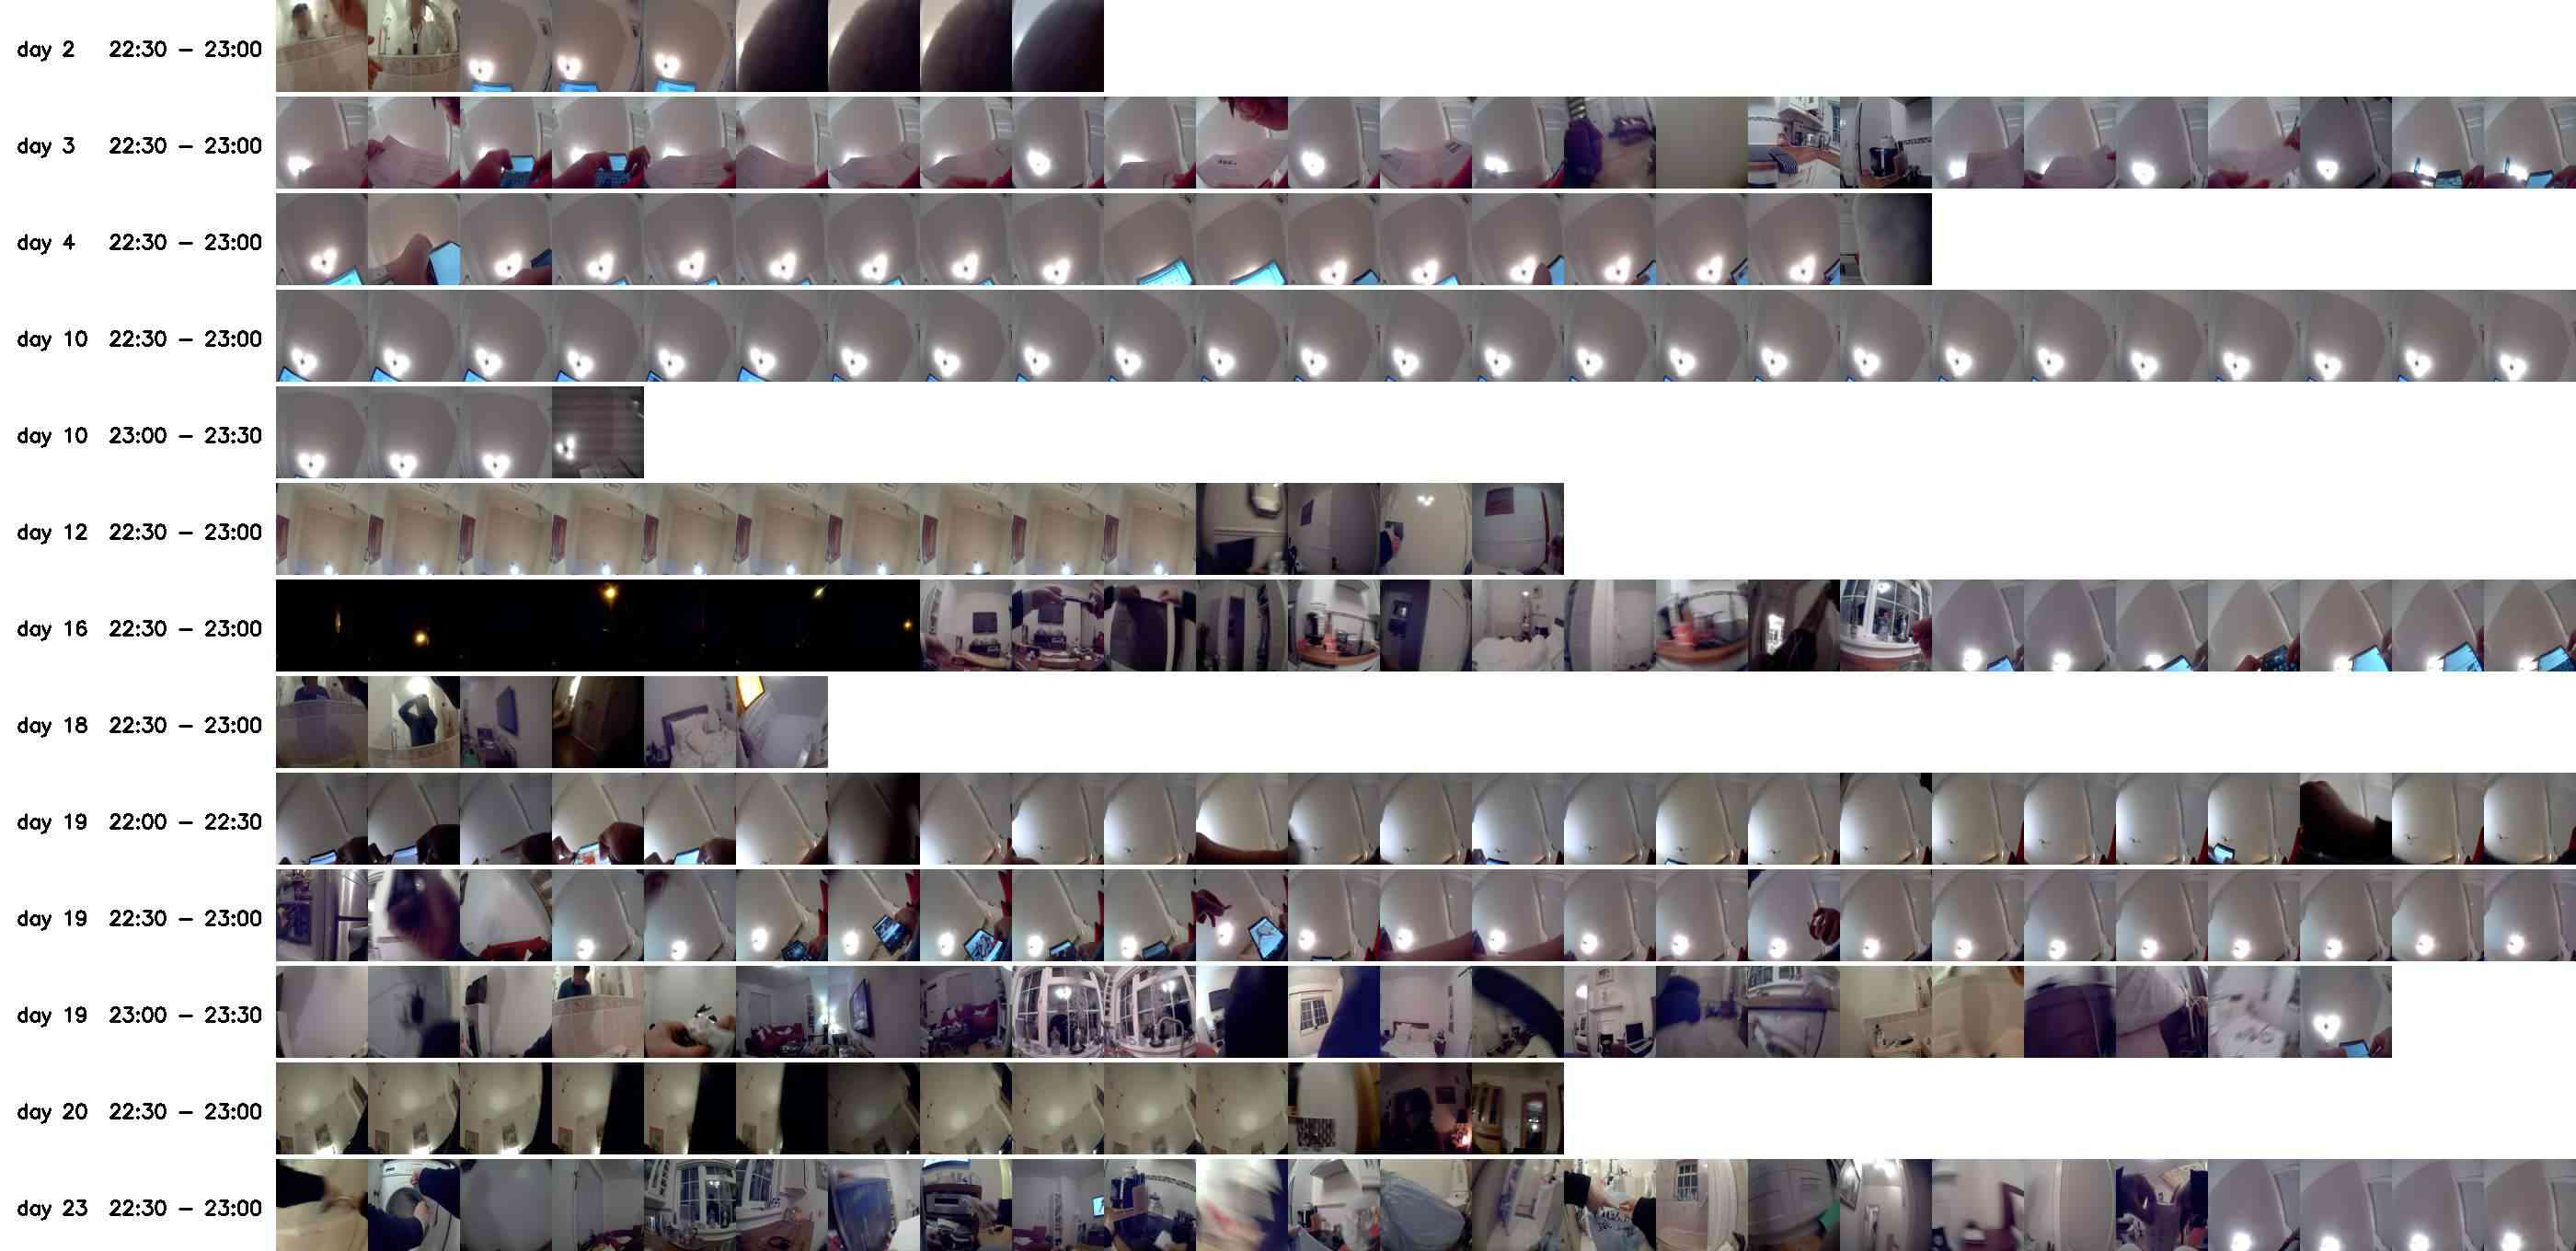 day 2 22:30 - 23:00
day 3 22:30 - 23:00
day 4 22:30 - 23:00
day 10 22:30 - 23:00
day 10 23:00 - 23:30
day 12 22:30 - 23:00
day 16 22:30 - 23:00
day 18 22:30 - 23:00
day 19 22:00 - 22:30
day 19 22:30 - 23:00
day 19 23:00 - 23:30
day 20 22:30 - 23:00
day 23 22:30 - 23:00